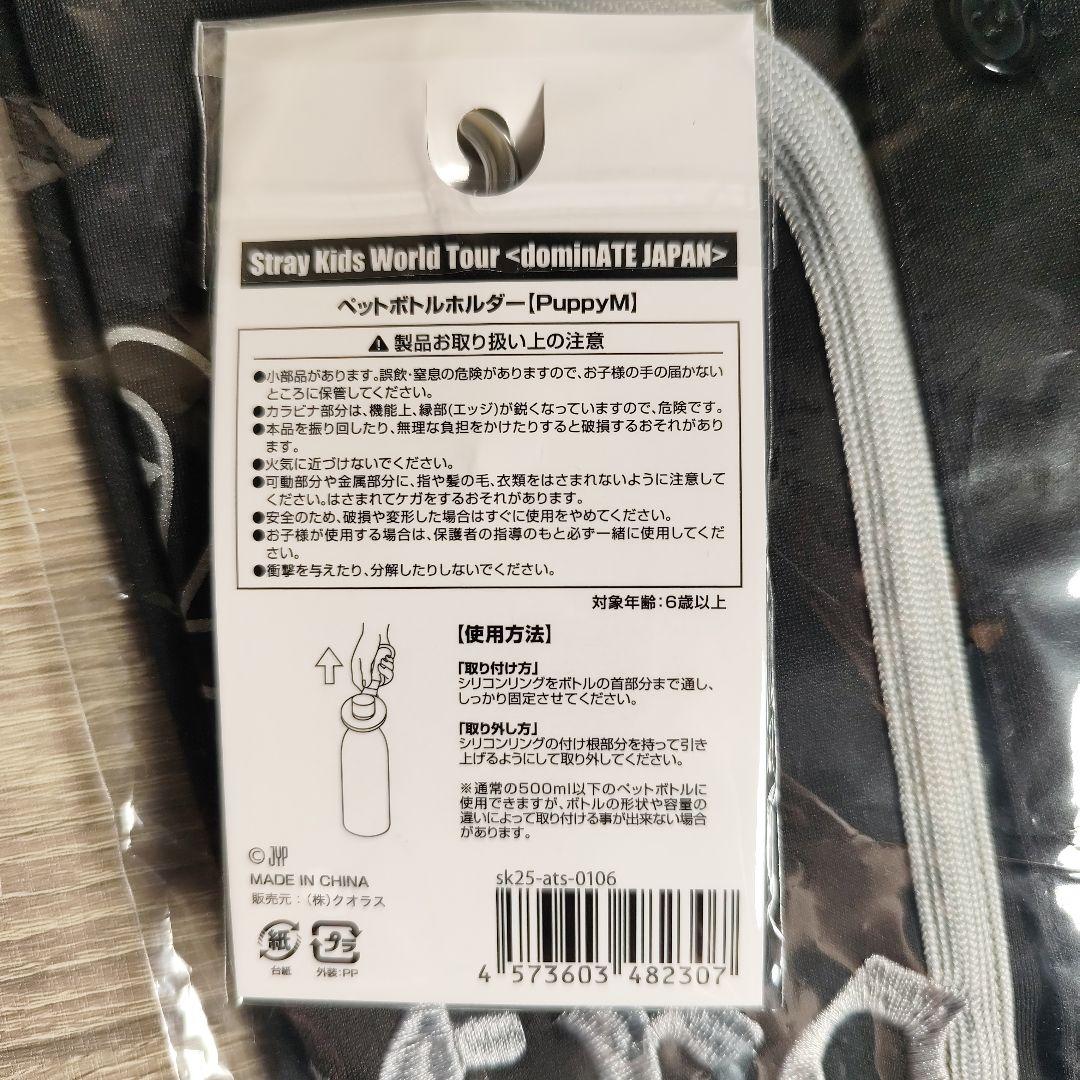 Stray Kids World Tour <dominATE JAPAN>
ペットボトルホルダー【PuppyM】
製品お取り扱い上の注意
●小部品があります。誤飲・窒息の危険がありますので、お子様の手の届かない
ところに保管してください。
●カラビナ部分は、機能上、縁部(エッジ)が鋭くなっていますので、危険です。
●本品を振り回したり、無理な負担をかけたりすると破損するおそれがあり
ます。
●火気に近づけないでください。
●可動部分や金属部分に、指や髪の毛、衣類をはさまれないように注意して
ください。はさまれてケガをするおそれがあります。
●安全のため、破損や変形した場合はすぐに使用をやめてください。
●お子様が使用する場合は、保護者の指導のもと必ず一緒に使用してくだ
さい。
●衝撃を与えたり、分解したりしないでください。
対象年齢:6歳以上
【使用方法】
「取り付け方」
シリコンリングをボトルの首部分まで通し、
しっかり固定させてください。
「取り外し方」
シリコンリングの付け根部分を持って引き
上げるようにして取り外してください。
※通常の500ml以下のペットボトルに
使用できますが、ボトルの形状や容量の
違いによって取り付ける事が出来ない場合
があります。
© JYP
MADE IN CHINA
販売元:(株)クオラス
紙
台紙
プラ
外装:PP
sk25-ats-0106
4 573603 482307